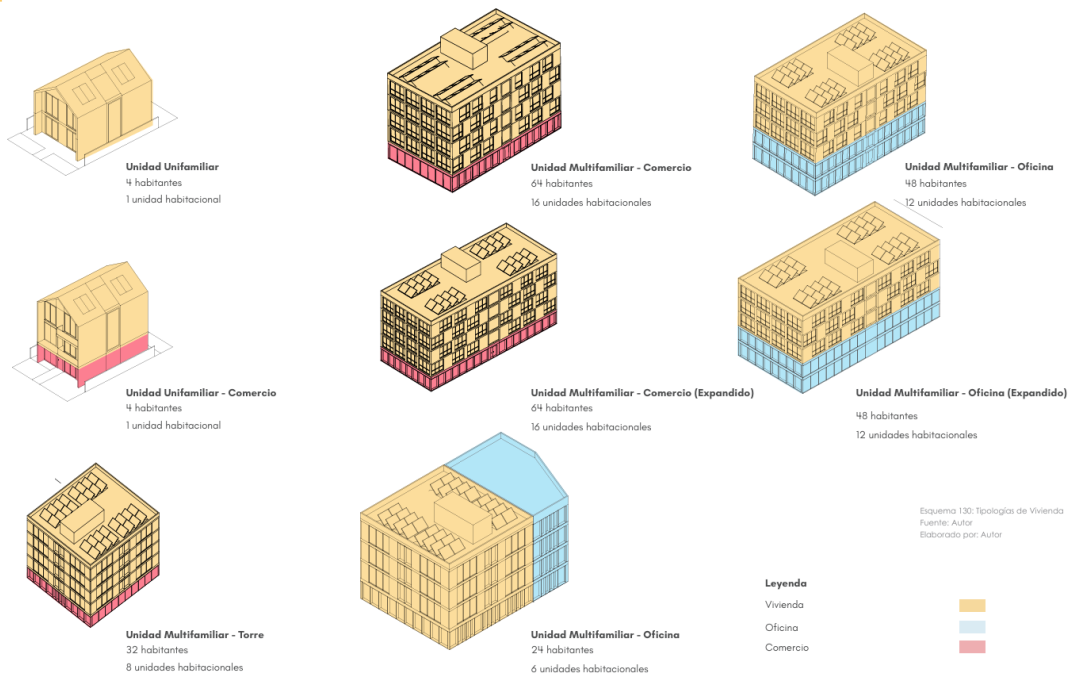 Unidad Unifamiliar
4 habitantes
1 unidad habitacional
Unidad Multifamiliar - Comercio
64 habitantes
16 unidades habitacionales
Unidad Multifamiliar - Oficina
48 habitantes
12 unidades habitacionales
Unidad Unifamiliar - Comercio
4 habitantes
1 unidad habitacional
Unidad Multifamiliar - Comercio (Expandido)
64 habitantes
16 unidades habitacionales
Unidad Multifamiliar - Oficina (Expandido)
48 habitantes
12 unidades habitacionales
Unidad Multifamiliar - Torre
32 habitantes
8 unidades habitacionales
Unidad Multifamiliar - Oficina
24 habitantes
6 unidades habitacionales
Esquema 130: Tipologías de Vivienda
Fuente: Autor
Elaborado por: Autor
Leyenda
Vivienda
Oficina
Comercio